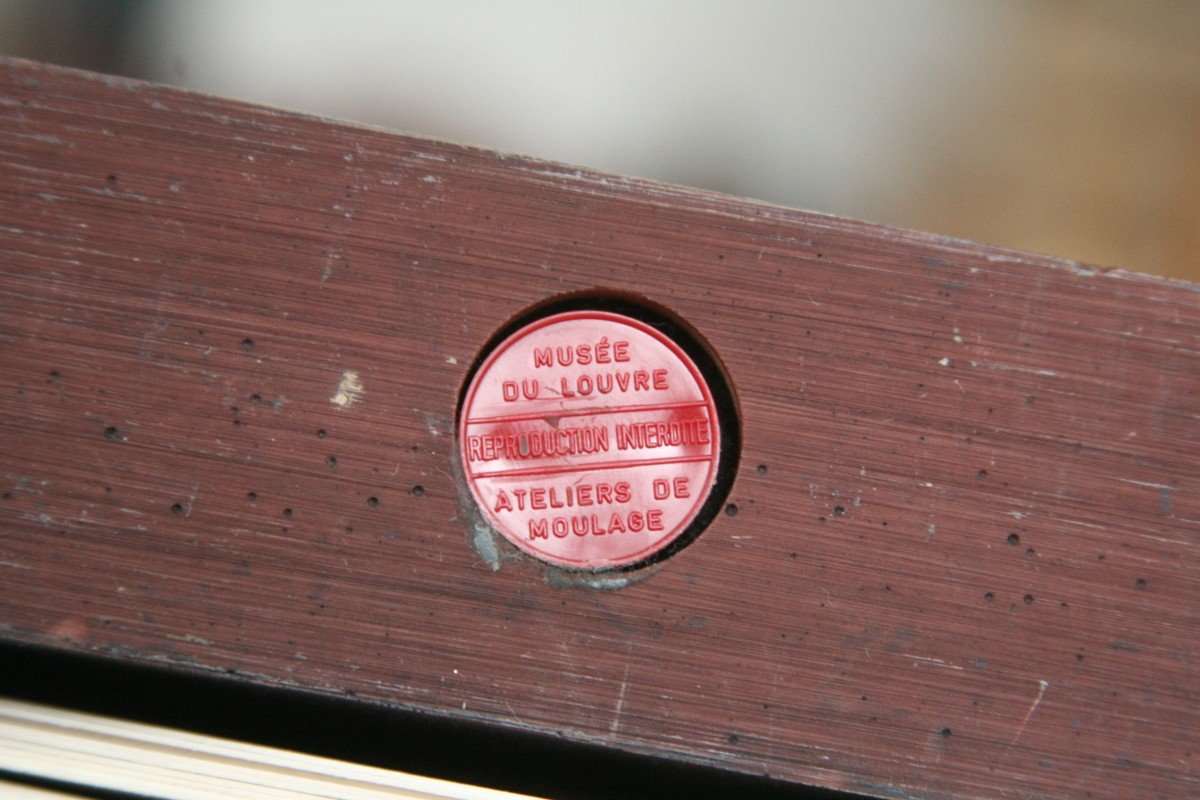 MUSÉE
DU LOUVRE
REPRODUCTION INTERDITE
ATELIERS DE
MOULAGE